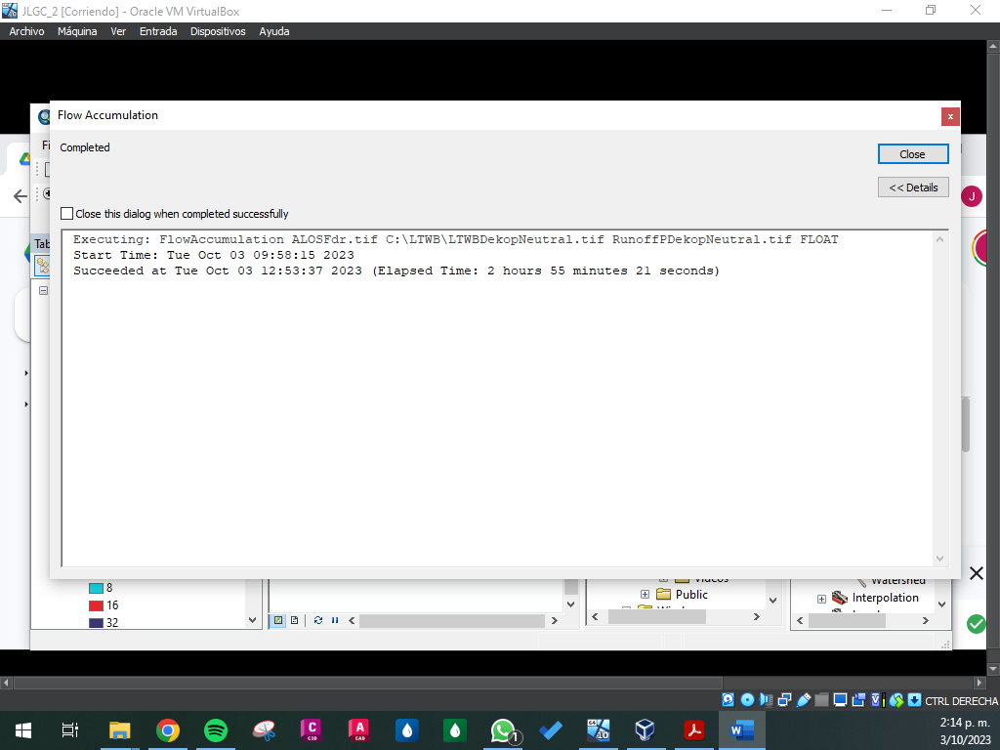 JLGC_2 [Corriendo] - Oracle VM VirtualBox
Archivo Máquina Ver Entrada Dispositivos Ayuda
Flow Accumulation
x
Fi
Completed
Close
<< Details
J
Close this dialog when completed successfully
Tab
Executing: FlowAccumulation ALOSFdr.tif C:\LTWB\LTWBDekopNeutral.tif RunoffPDekopNeutral.tif FLOAT
Start Time: Tue Oct 03 09:58:15 2023
Succeeded at Tue Oct 03 12:53:37 2023 (Elapsed Time: 2 hours 55 minutes 21 seconds)
8
16
32
Videos
Public
Watershed
Interpolation
CTRL DERECHA
2:14 p. m.
3/10/2023